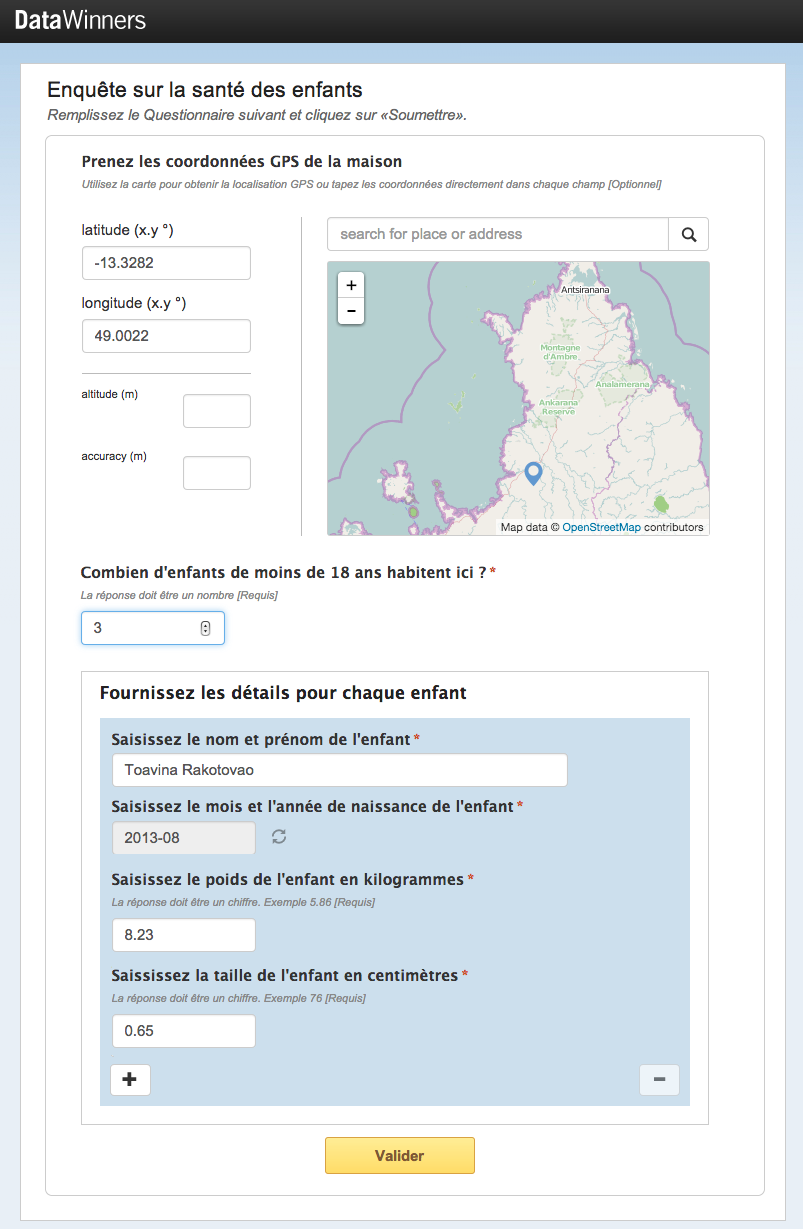 DataWinners
Enquête sur la santé des enfants
Remplissez le Questionnaire suivant et cliquez sur «Soumettre».
Prenez les coordonnées GPS de la maison
Utilisez la carte pour obtenir la localisation GPS ou tapez les coordonnées directement dans chaque champ [Optionnel]
latitude (x.y °)
-13.3282
longitude (x.y °)
49.0022
altitude (m)
accuracy (m)
search for place or address
+
−
Antsiranana
Montagne
d'Ambre
Analamerana
Ankarana
Reserve
Map data © OpenStreetMap contributors
Combien d'enfants de moins de 18 ans habitent ici ? *
La réponse doit être un nombre [Requis]
3
Fournissez les détails pour chaque enfant
Saisissez le nom et prénom de l'enfant *
Toavina Rakotovao
Saisissez le mois et l'année de naissance de l'enfant *
2013-08
Saisissez le poids de l'enfant en kilogrammes *
La réponse doit être un chiffre. Exemple 5.86 [Requis]
8.23
Saississez la taille de l'enfant en centimètres *
La réponse doit être un chiffre. Exemple 76 [Requis]
0.65
+ −
Valider